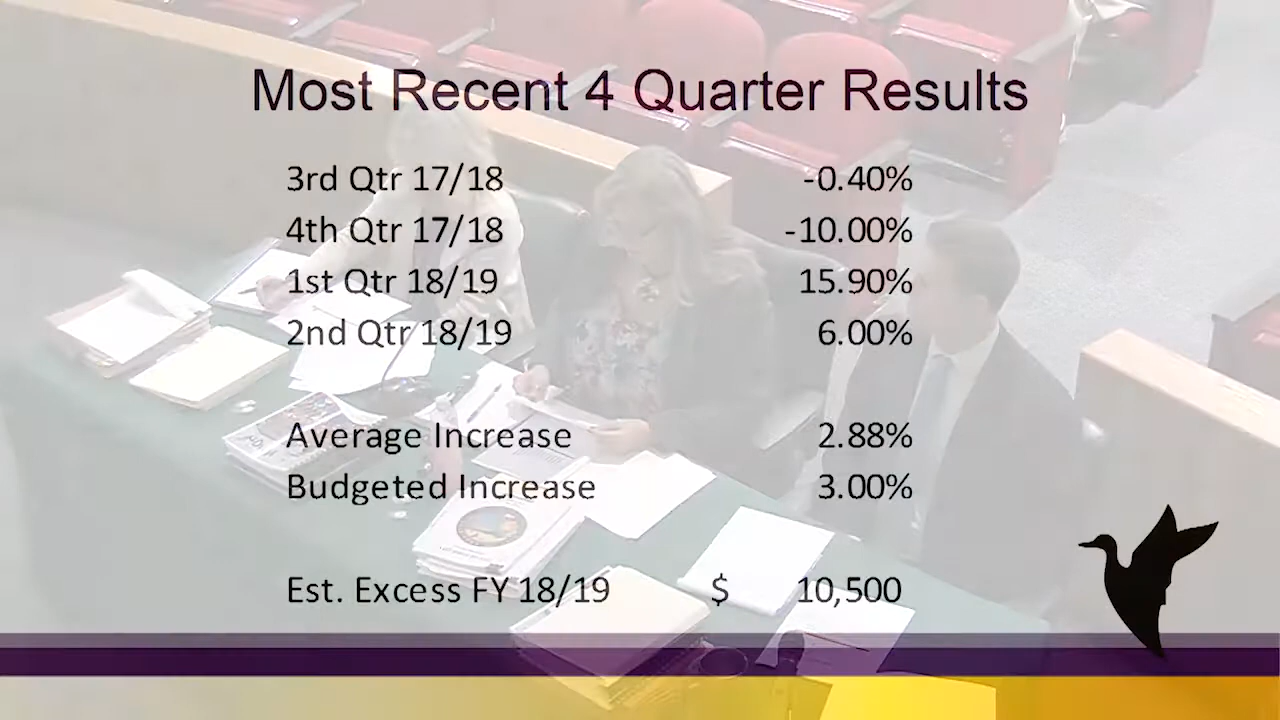 Most Recent 4 Quarter Results
3rd Qtr 17/18 -0.40%
4th Qtr 17/18 -10.00%
1st Qtr 18/19 15.90%
2nd Qtr 18/19 6.00%
Average Increase 2.88%
Budgeted Increase 3.00%
Est. Excess FY 18/19 $ 10,500